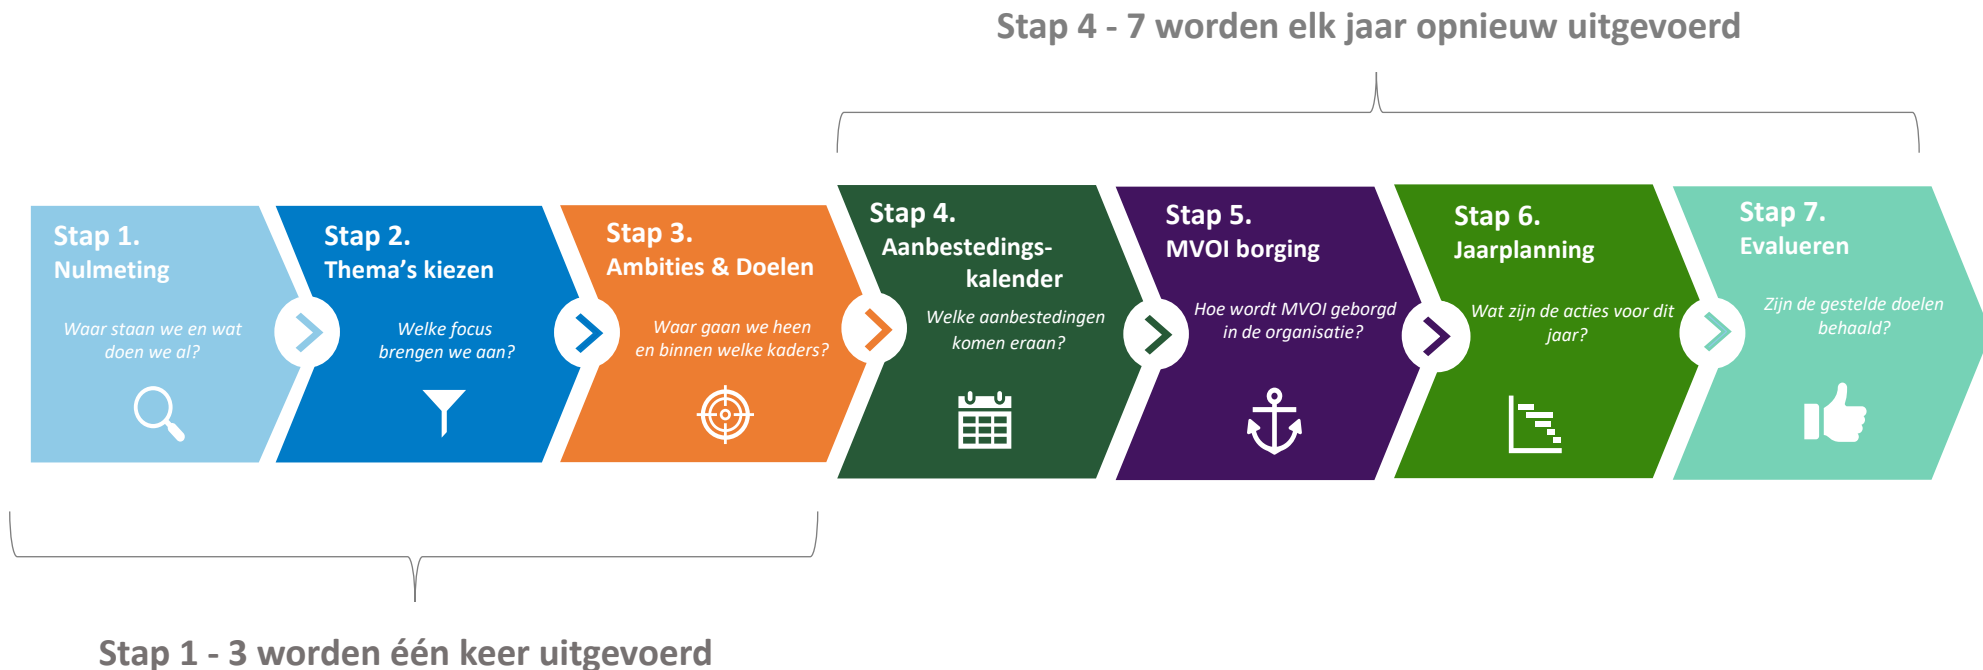 Stap 4 - 7 worden elk jaar opnieuw uitgevoerd
Stap 1.
Nulmeting
Waar staan we en wat
doen we al?
Stap 2.
Thema's kiezen
Welke focus
brengen we aan?
Stap 3.
Ambities & Doelen
Waar gaan we heen
en binnen welke kaders?
Stap 4.
Aanbestedings-
kalender
Welke aanbestedingen
komen eraan?
Stap 5.
MVOI borging
Hoe wordt MVOI geborgd
in de organisatie?
Stap 6.
Jaarplanning
Wat zijn de acties voor dit
jaar?
Stap 7.
Evalueren
Zijn de gestelde doelen
behaald?
Stap 1 - 3 worden één keer uitgevoerd